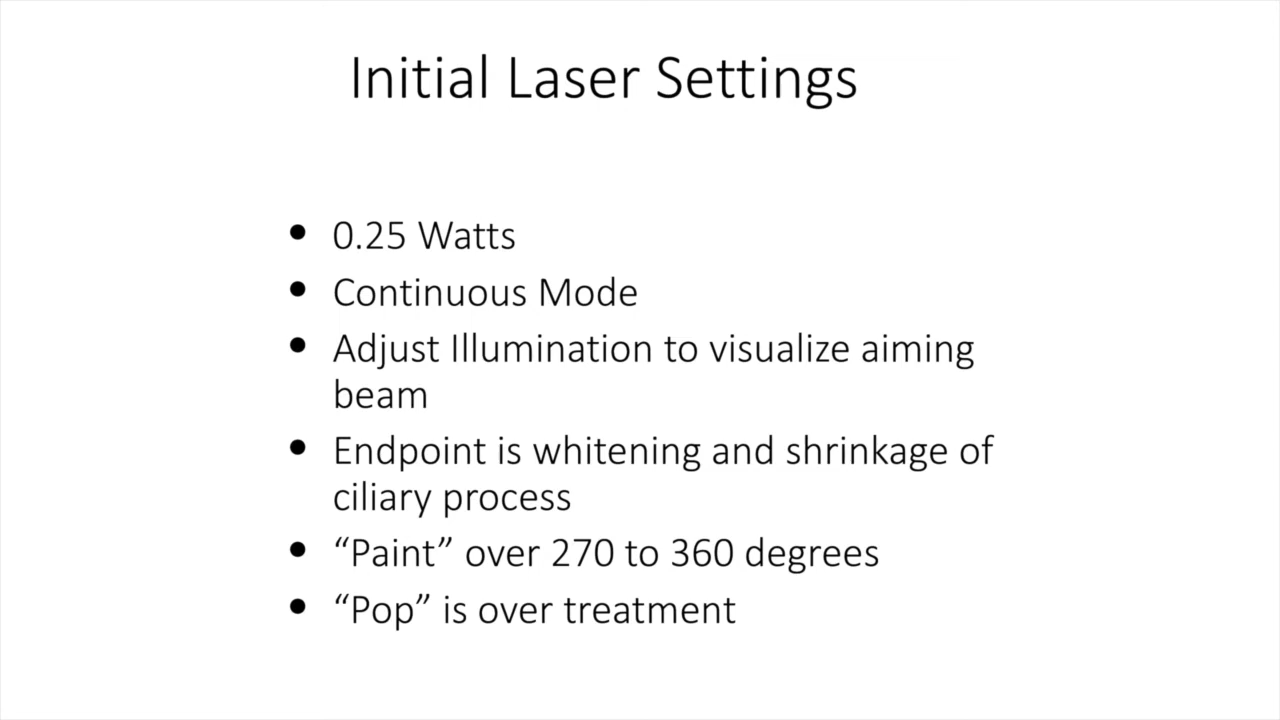 Initial Laser Settings
• 0.25 Watts
• Continuous Mode
• Adjust Illumination to visualize aiming
beam
• Endpoint is whitening and shrinkage of
ciliary process
• “Paint” over 270 to 360 degrees
• “Pop” is over treatment